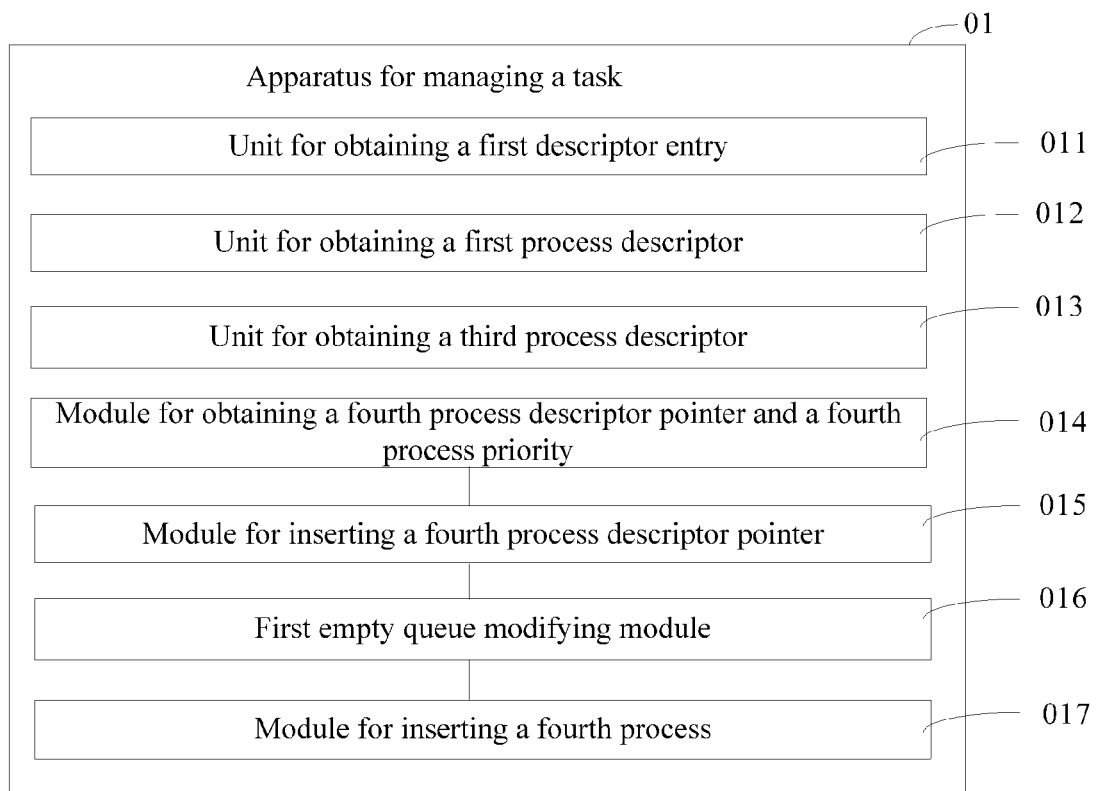 01
Apparatus for managing a task
Unit for obtaining a first descriptor entry
011
Unit for obtaining a first process descriptor
012
Unit for obtaining a third process descriptor
013
Module for obtaining a fourth process descriptor pointer and a fourth
process priority
014
Module for inserting a fourth process descriptor pointer
015
First empty queue modifying module
016
Module for inserting a fourth process
017